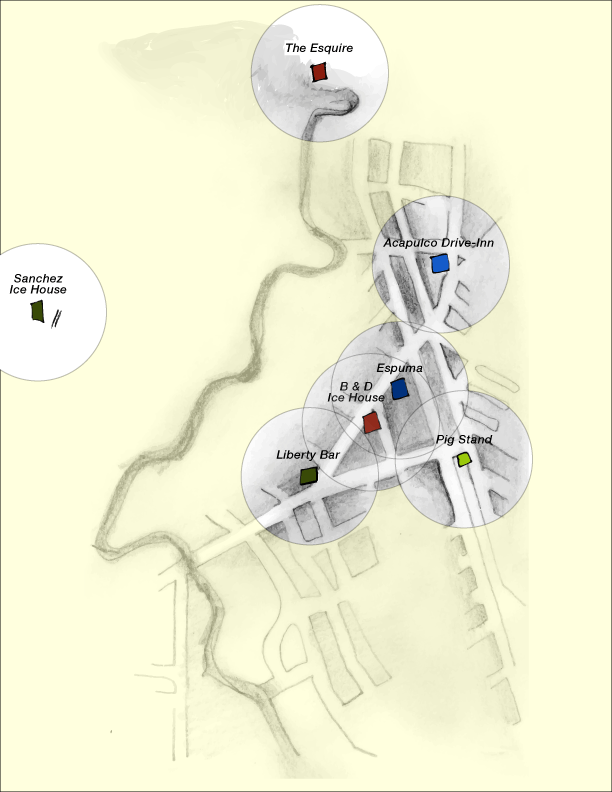 The Esquire
Acapulco Drive-Inn
Sanchez
Ice House
Espuma
B & D
Ice House
Pig Stand
Liberty Bar